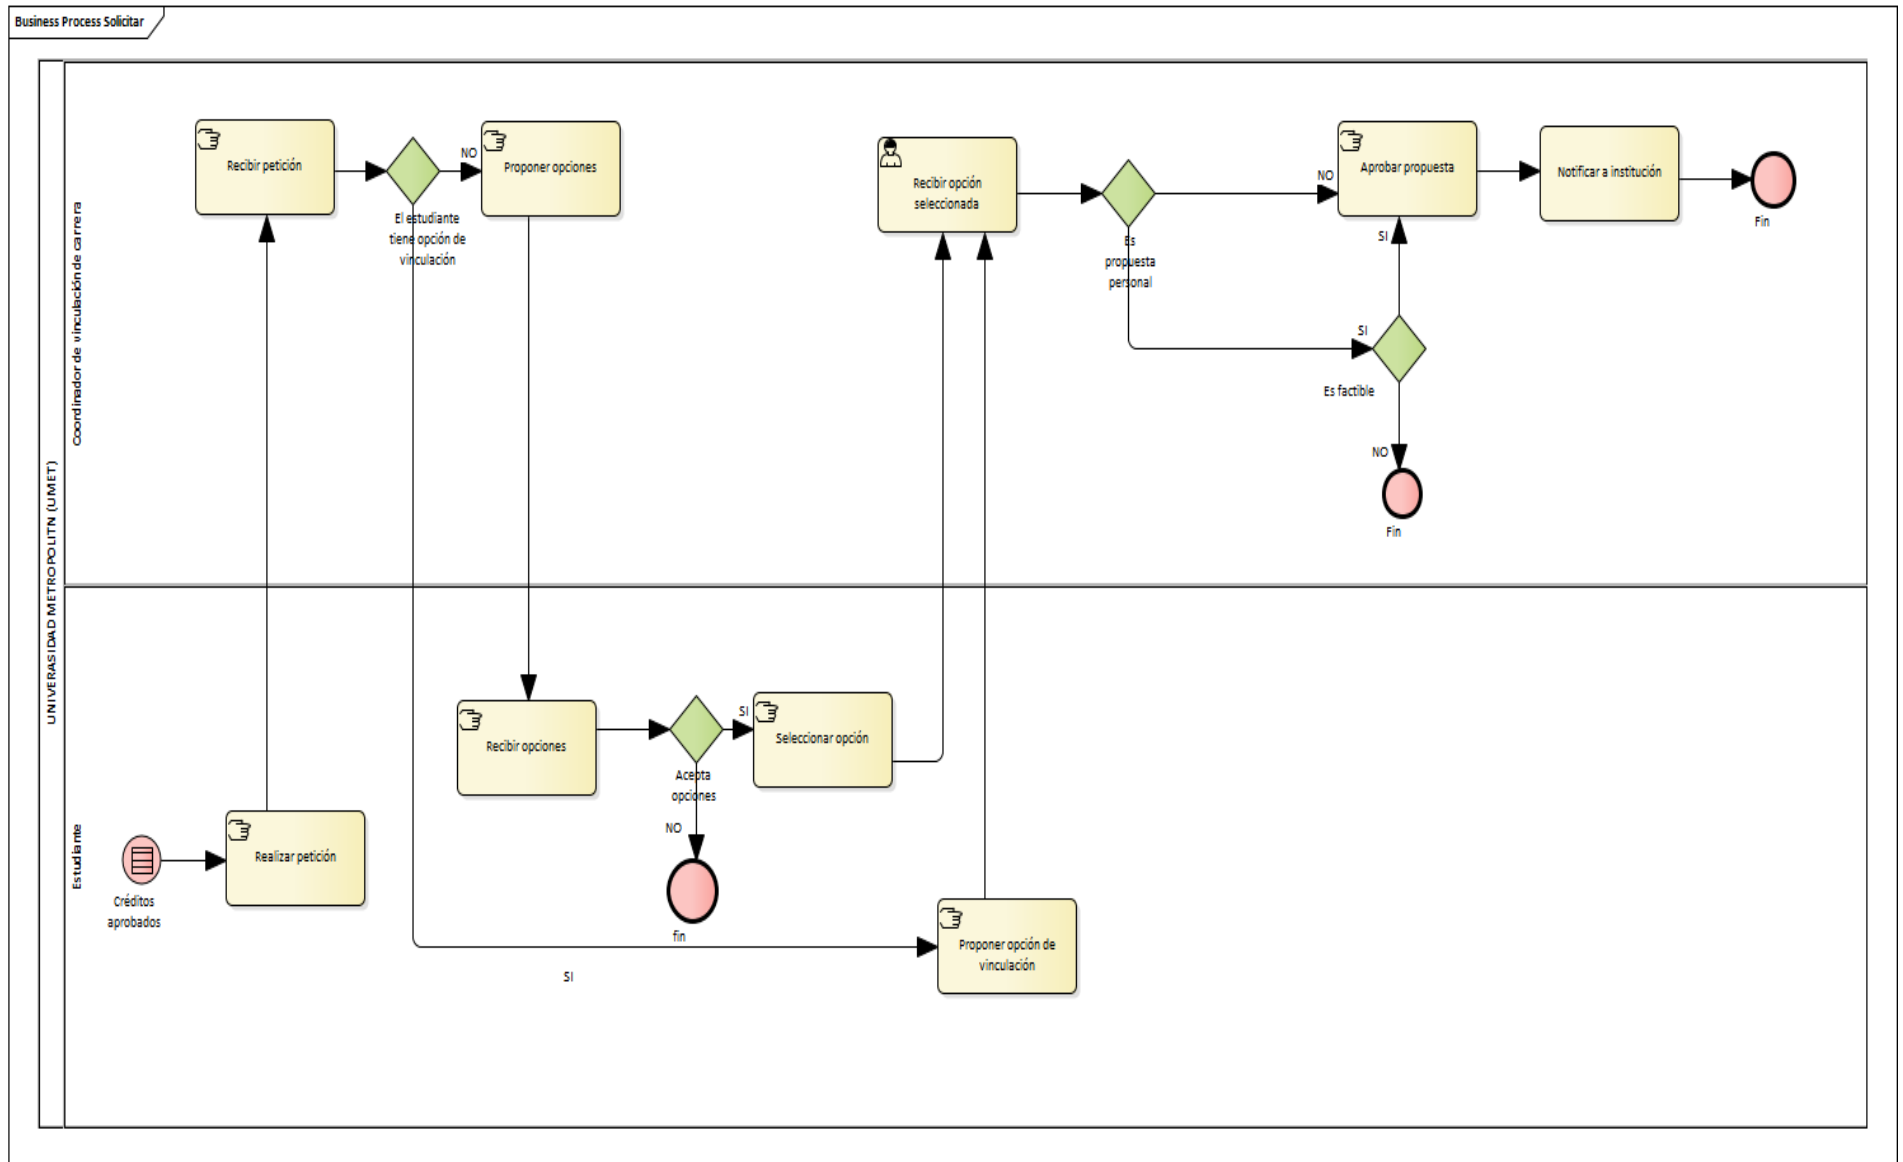 Business Process Solicitar
UNIVERASIDAD METROPOLITN (UMET)
Coordinador de vinculación de carrera
Recibir petición
NO
Proponer opciones
El estudiante
tiene opción de
vinculación
Recibir opción
seleccionada
Es
propuesta
personal
NO
Aprobar propuesta
Notificar a institución
Fin
SI
SI
Es factible
NO
Fin
Estudiante
Créditos
aprobados
Realizar petición
Recibir opciones
Acepta
opciones
SI
Seleccionar opción
NO
fin
SI
Proponer opción de
vinculación